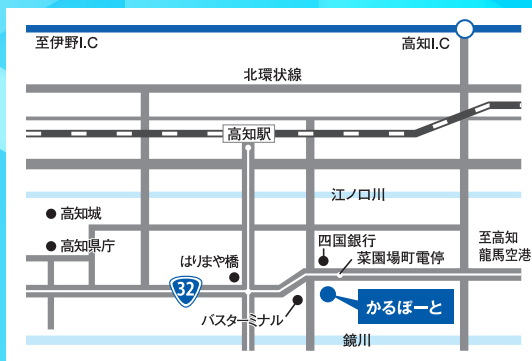 至伊野I.C
高知I.C
北環状線
高知駅
江ノ口川
高知城
四国銀行
至高知
龍馬空港
高知県庁
はりまや橋
菜園場町電停
32
かるぽーと
バスターミナル
鏡川